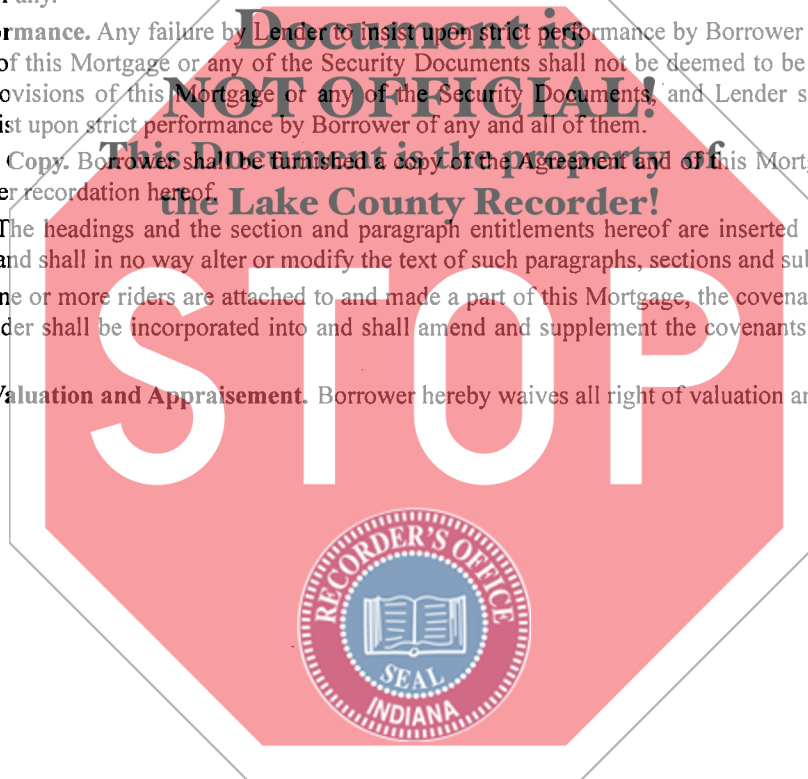 any.
rmance. Any failure by Lender to insist upon strict performance by Borrower
of this Mortgage or any of the Security Documents shall not be deemed to be
ovisions of this Mortgage or any of the Security Documents, and Lender s
ist upon strict performance by Borrower of any and all of them.
Copy. Borrower shall be furnished a copy of the Agreement and of this Mort
er recordation hereof.
The headings and the section and paragraph entitlements hereof are inserted
and shall in no way alter or modify the text of such paragraphs, sections and su
ne or more riders are attached to and made a part of this Mortgage, the covena
der shall be incorporated into and shall amend and supplement the covenants
Valuation and Appraisement. Borrower hereby waives all right of valuation a
Document is
NOT OFFICIAL!
This Document is the property of
the Lake County Recorder!
STOP
RECORDER'S OFFICE
SEAL
INDIANA